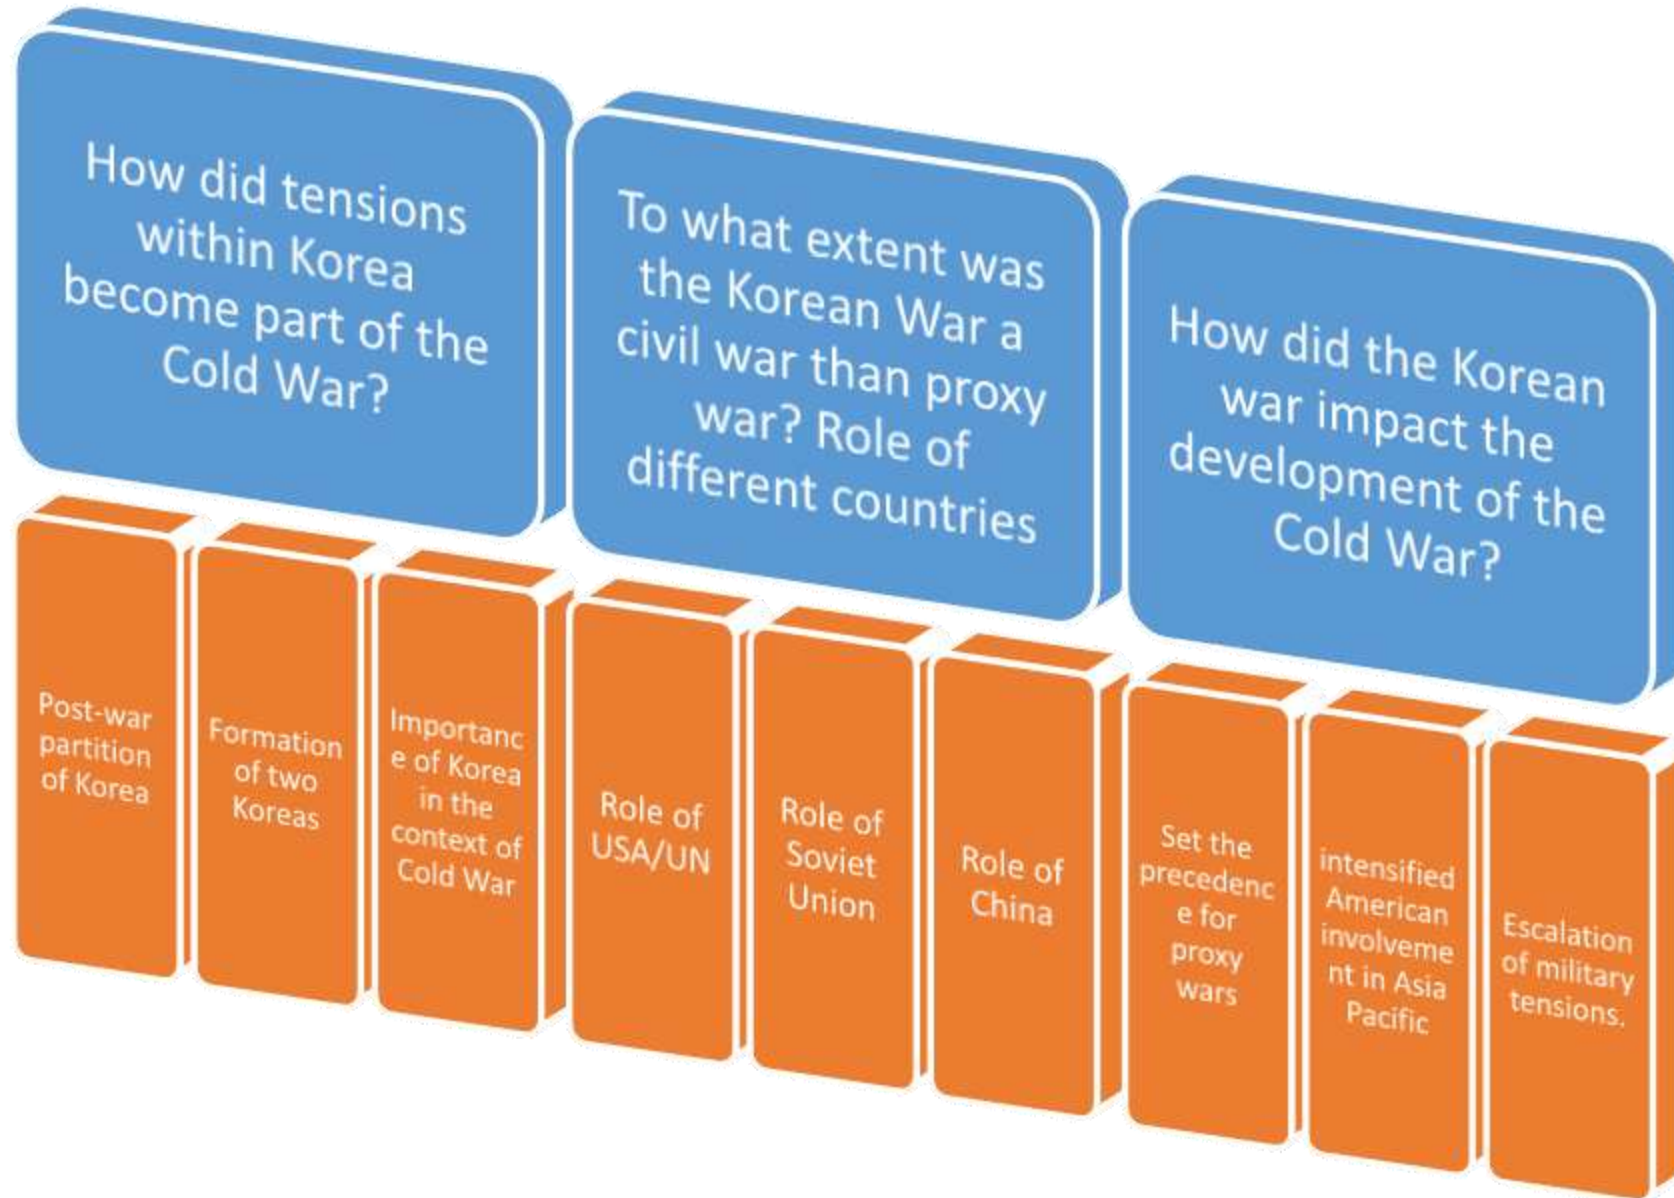 How did tensions
within Korea
become part of the
Cold War?
To what extent was
the Korean War a
civil war than proxy
war? Role of
different countries
How did the Korean
war impact the
development of the
Cold War?
Post-war
partition
of Korea
Formation
of two
Koreas
Importanc
e of Korea
in the
context of
Cold War
Role of
USA/UN
Role of
Soviet
Union
Role of
China
Set the
precedenc
e for
proxy
wars
intensified
American
involveme
nt in Asia
Pacific
Escalation
of military
tensions.